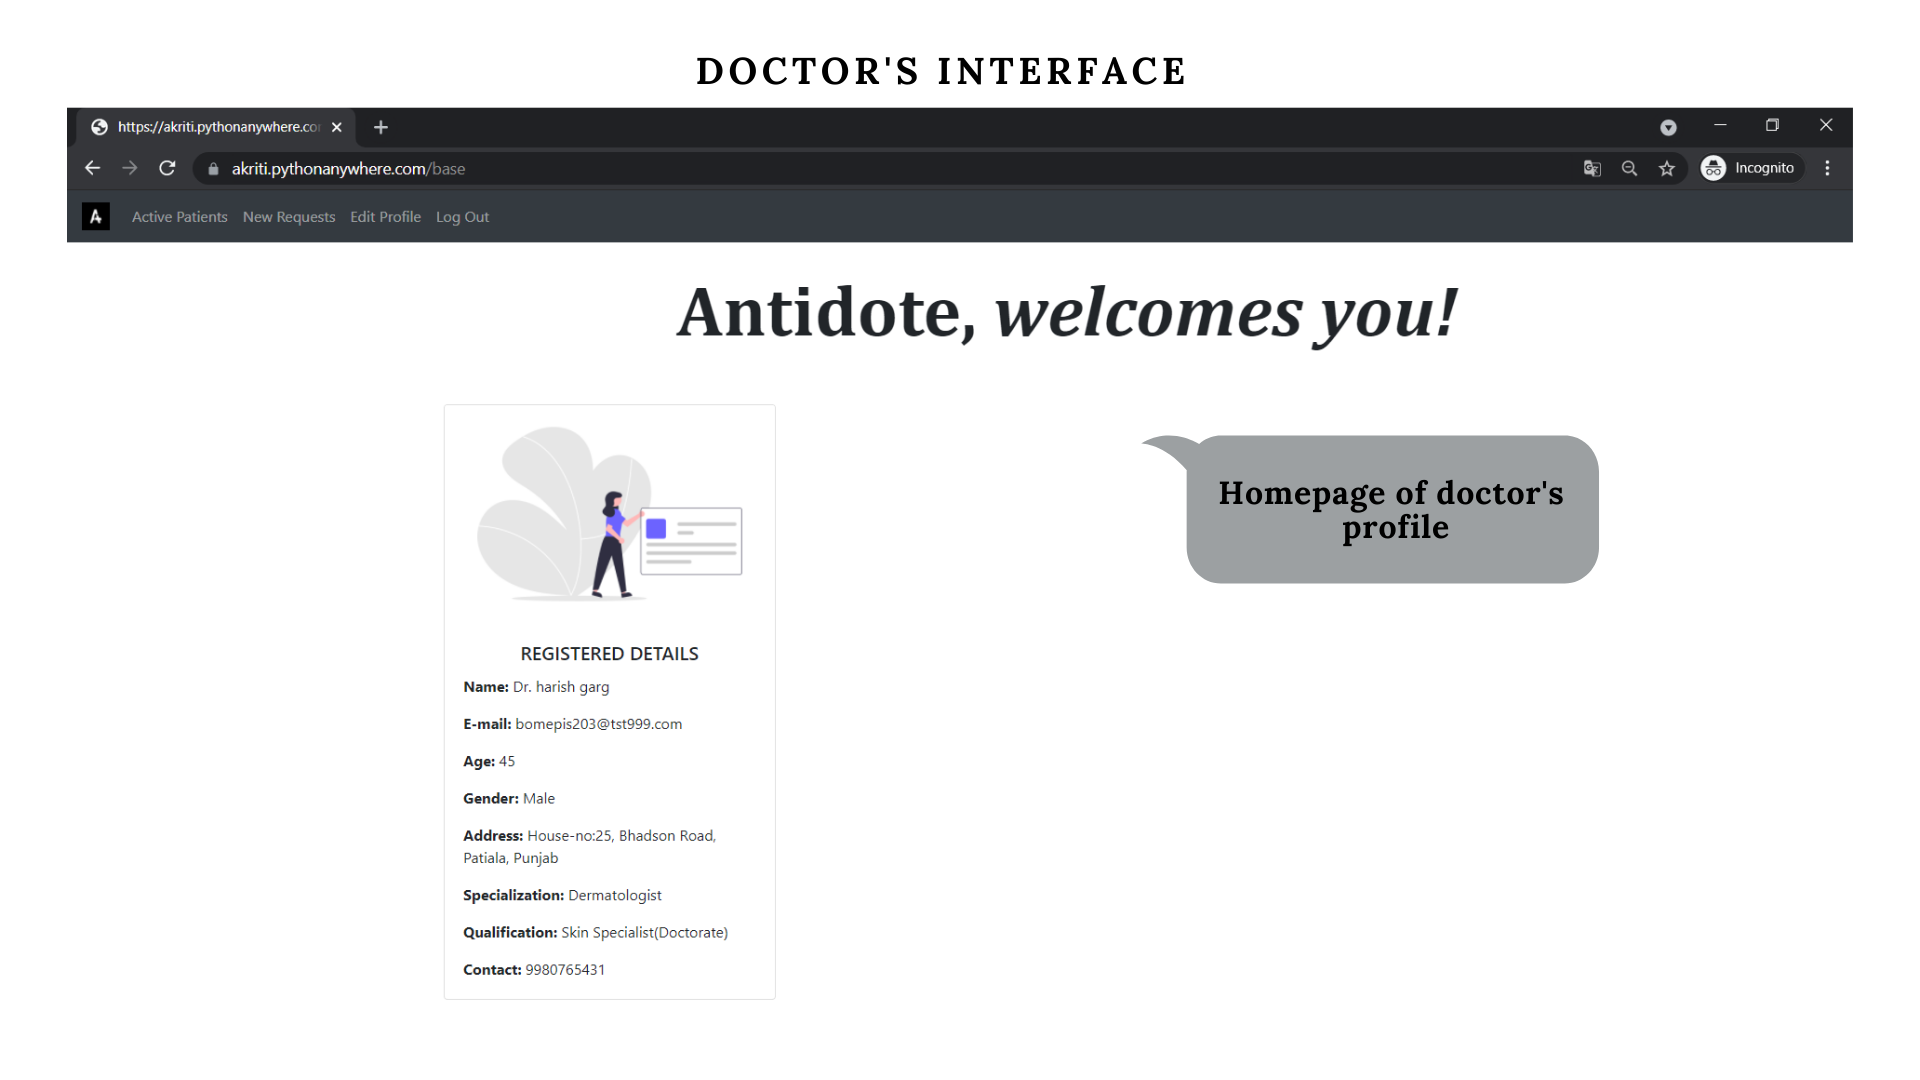 DOCTOR'S INTERFACE
https://akriti.pythonanywhere.co
akriti.pythonanywhere.com/base
Incognito
A
Active Patients New Requests Edit Profile Log Out
Antidote, welcomes you!
Homepage of doctor's
profile
REGISTERED DETAILS
Name: Dr. harish garg
E-mail: bomepis203@tst999.com
Age: 45
Gender: Male
Address: House-no:25, Bhadson Road,
Patiala, Punjab
Specialization: Dermatologist
Qualification: Skin Specialist(Doctorate)
Contact: 9980765431